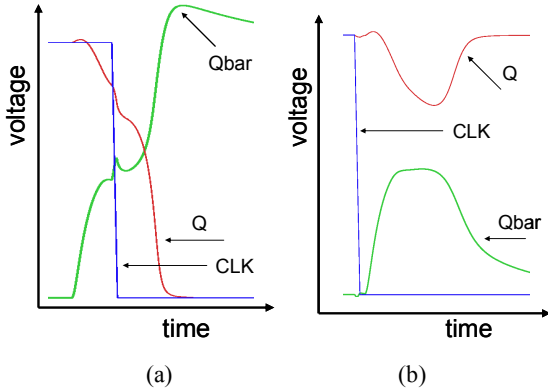 voltage
Qbar
Q
CLK
time
(a)
voltage
Q
CLK
Qbar
time
(b)